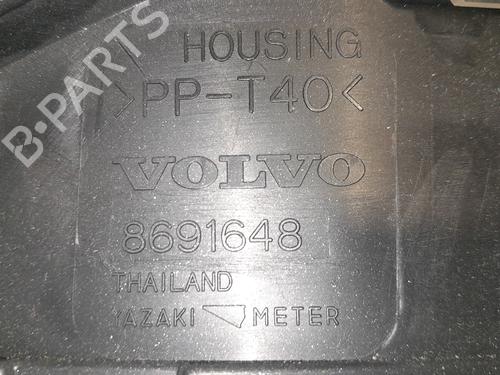 HOUSING
>PP-T40<
VOLVO
8691648
THAILAND
YAZAKI METER
B-PARTS